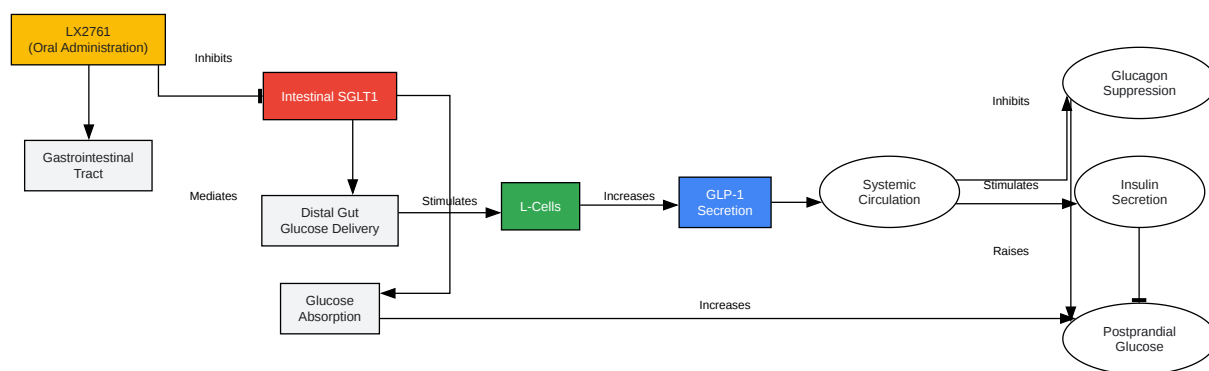 LX2761
(Oral Administration)
Inhibits
Intestinal SGLT1
Gastrointestinal
Tract
Mediates
Distal Gut
Glucose Delivery
Stimulates
L-Cells
Increases
GLP-1
Secretion
Systemic
Circulation
Inhibits
Glucagon
Suppression
Stimulates
Insulin
Secretion
Raises
Glucose
Absorption
Increases
Postprandial
Glucose